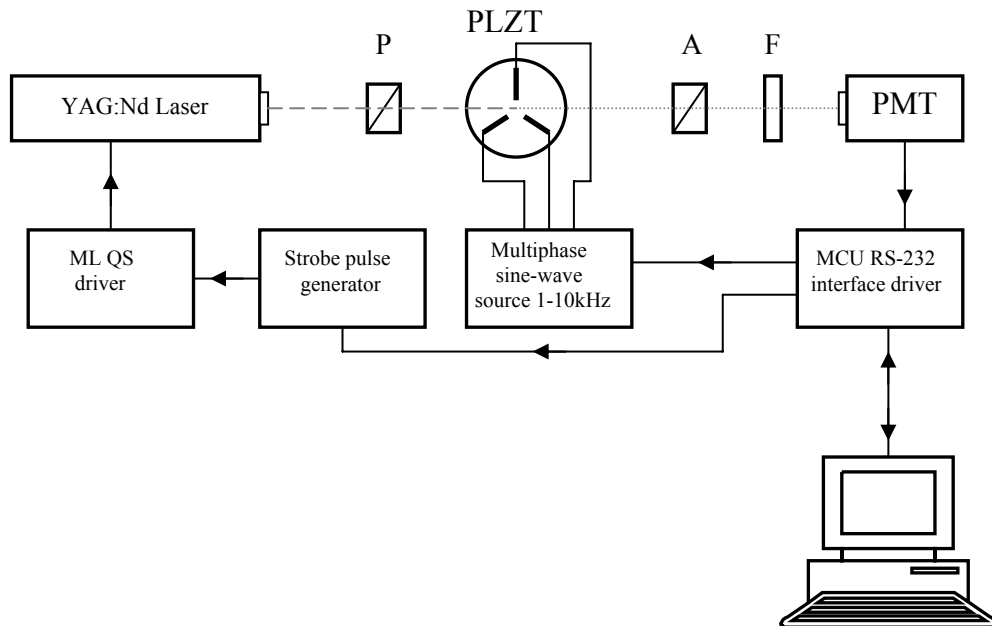 PLZT
P
A
F
YAG:Nd Laser
PMT
ML QS
driver
Strobe pulse
generator
Multiphase
sine-wave
source 1-10kHz
MCU RS-232
interface driver